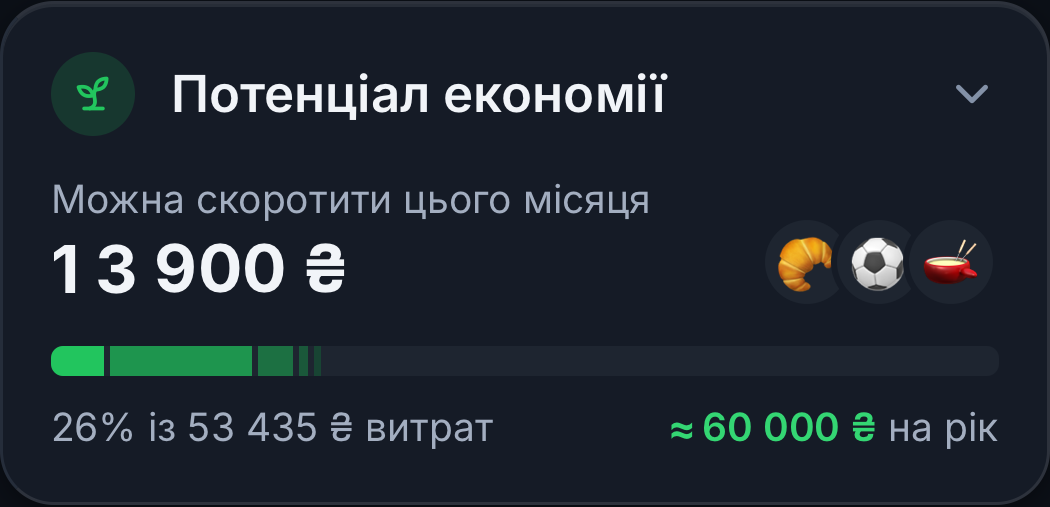 Потенціал економії
Можна скоротити цього місяця
13 900 ₴
26% із 53 435 ₴ витрат
≈ 60 000 ₴ на рік